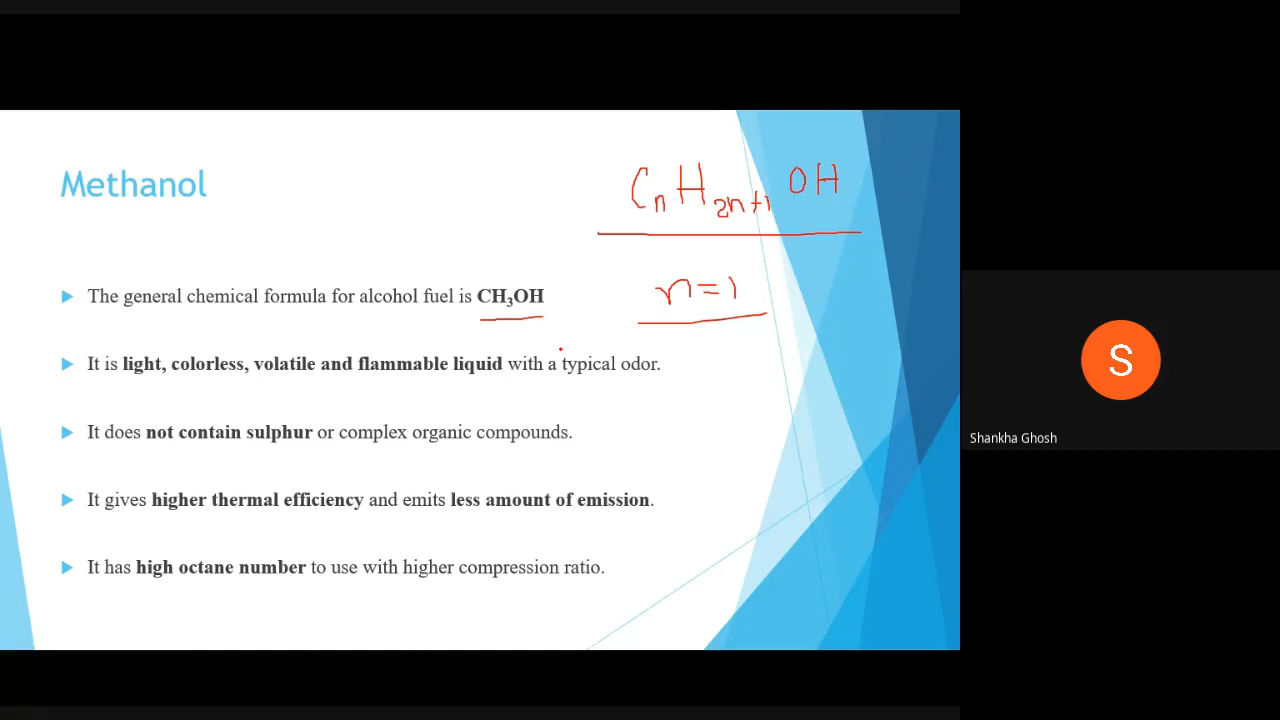 Methanol
CₙH₂ₙ₊₁OH
n=1
The general chemical formula for alcohol fuel is CH₃OH
It is light, colorless, volatile and flammable liquid with a typical odor.
It does not contain sulphur or complex organic compounds.
It gives higher thermal efficiency and emits less amount of emission.
It has high octane number to use with higher compression ratio.
S
Shankha Ghosh